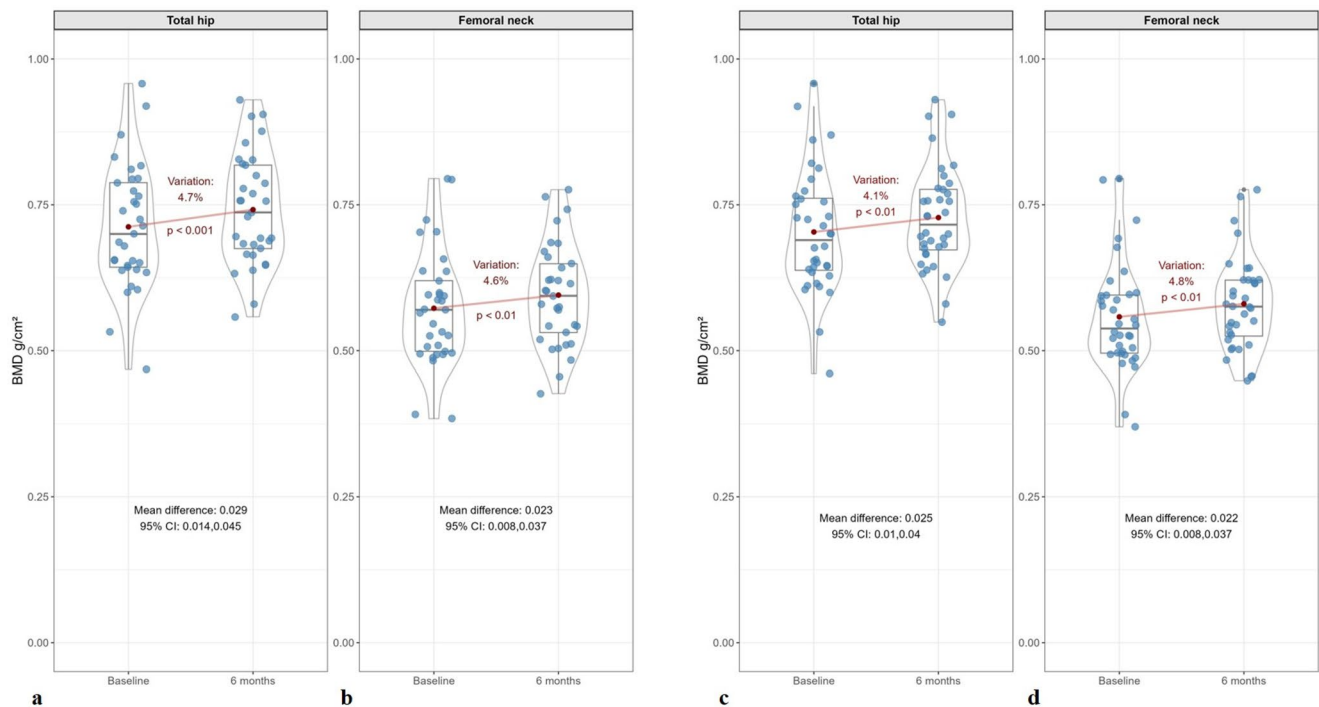 Total hip
Femoral neck
Total hip
Femoral neck
BMD g/cm²
1.00
0.75
0.50
0.25
0.00
Variation:
4.7%
p < 0.001
Mean difference: 0.029
95% CI: 0.014,0.045
Baseline
6 months
a
1.00
0.75
0.50
0.25
0.00
Variation:
4.6%
p < 0.01
Mean difference: 0.023
95% CI: 0.008,0.037
Baseline
6 months
b
BMD g/cm²
1.00
0.75
0.50
0.25
0.00
Variation:
4.1%
p < 0.01
Mean difference: 0.025
95% CI: 0.01,0.04
Baseline
6 months
c
1.00
0.75
0.50
0.25
0.00
Variation:
4.8%
p < 0.01
Mean difference: 0.022
95% CI: 0.008,0.037
Baseline
6 months
d